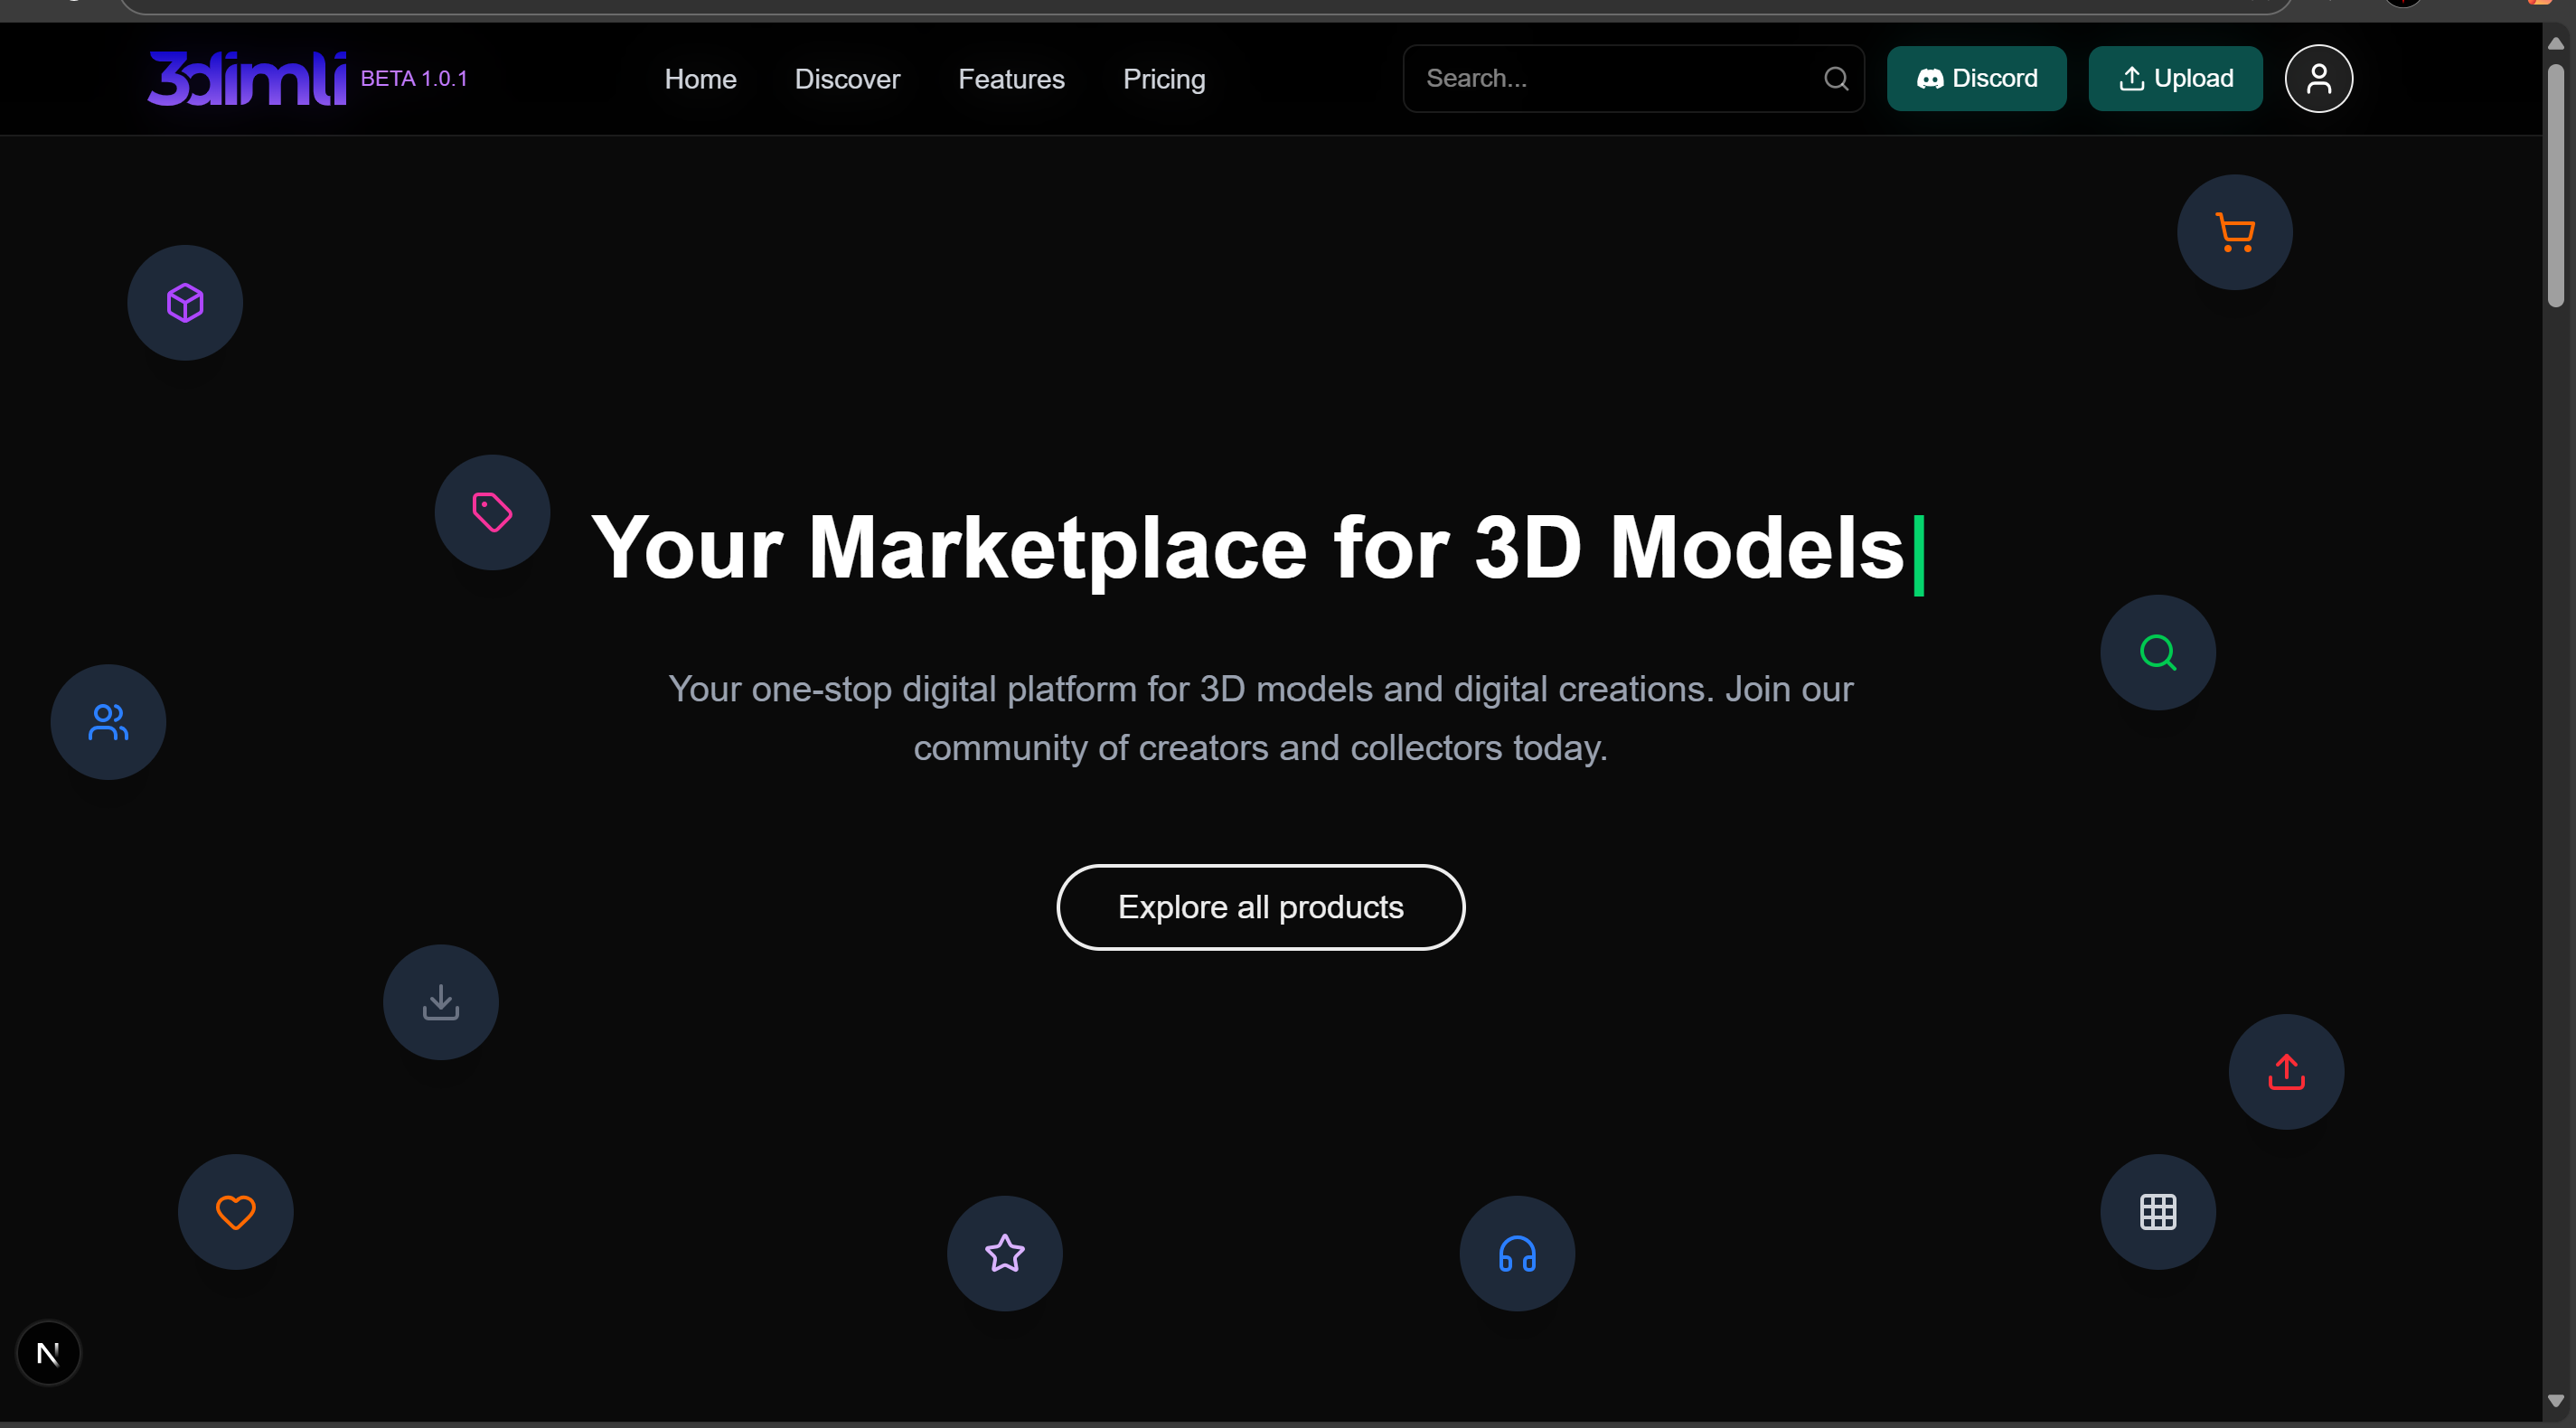 3dimli BETA 1.0.1
Home Discover Features Pricing
Search... Discord Upload
Your Marketplace for 3D Models
Your one-stop digital platform for 3D models and digital creations. Join our
community of creators and collectors today.
Explore all products
N